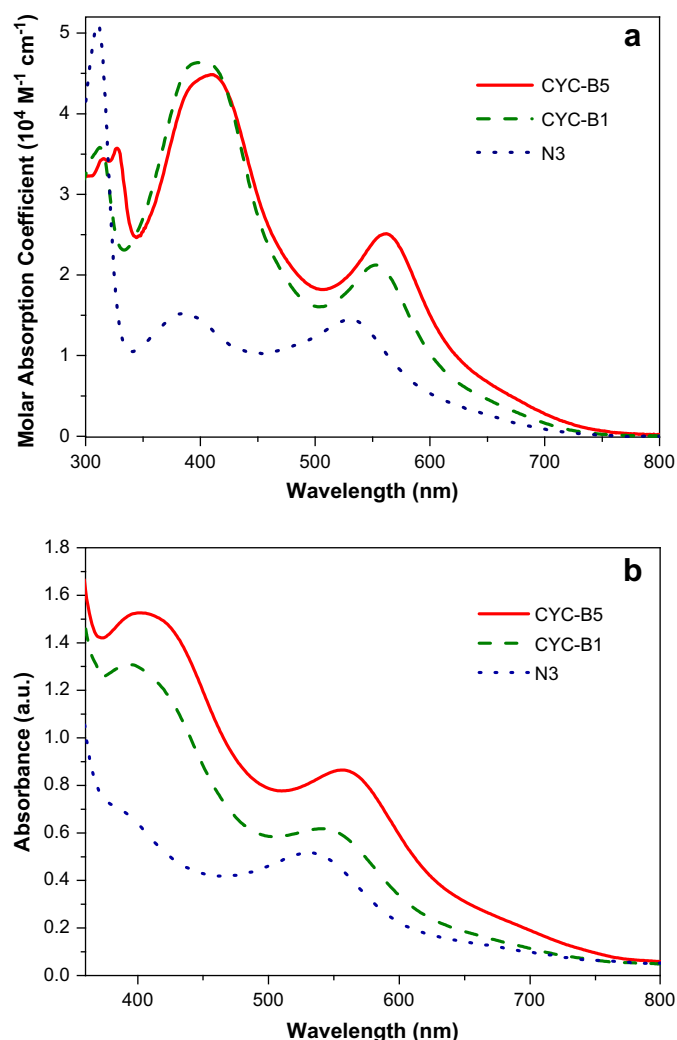 a
5
4
3
2
1
0
Molar Absorption Coefficient (10⁴ M⁻¹ cm⁻¹)
CYC-B5
CYC-B1
N3
300 400 500 600 700 800
Wavelength (nm)
b
1.8
1.6
1.4
1.2
1.0
0.8
0.6
0.4
0.2
0.0
Absorbance (a.u.)
CYC-B5
CYC-B1
N3
400 500 600 700 800
Wavelength (nm)